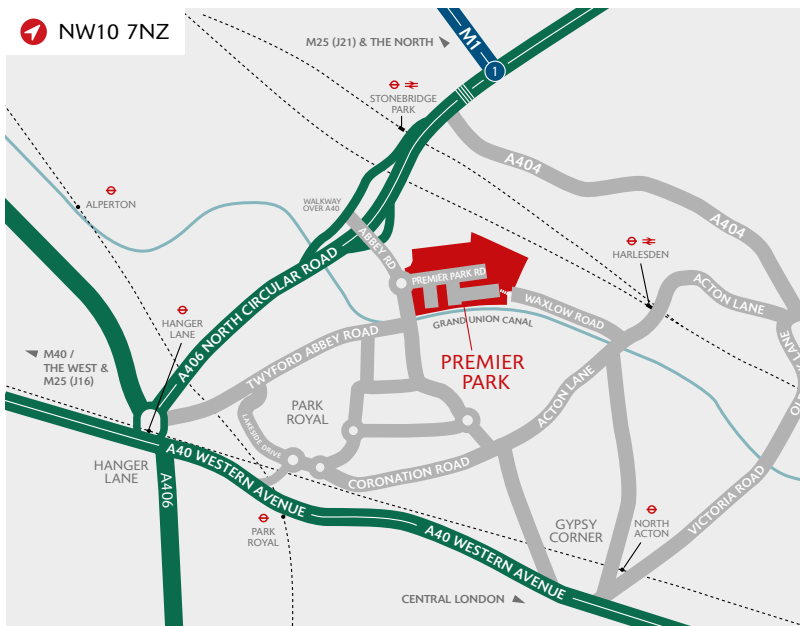 NW10 7NZ
M25 (J21) & THE NORTH
M1
1
STONEBRIDGE
PARK
A404
A404
ALPERTON
WALKWAY
OVER A40
ABBEY RD
HARLESDEN
A406 NORTH CIRCULAR ROAD
PREMIER PARK RD
WAXLOW ROAD
ACTON LANE
GRAND UNION CANAL
HANGER
LANE
M40 /
THE WEST &
M25 (J16)
TWYFORD ABBEY ROAD
PREMIER
PARK
PARK
ROYAL
LAKESIDE DRIVE
ACTON LANE
CORONATION ROAD
HANGER
LANE
A40 WESTERN AVENUE
A406
PARK
ROYAL
A40 WESTERN AVENUE
GYPSY
CORNER
NORTH
ACTON
VICTORIA ROAD
CENTRAL LONDON